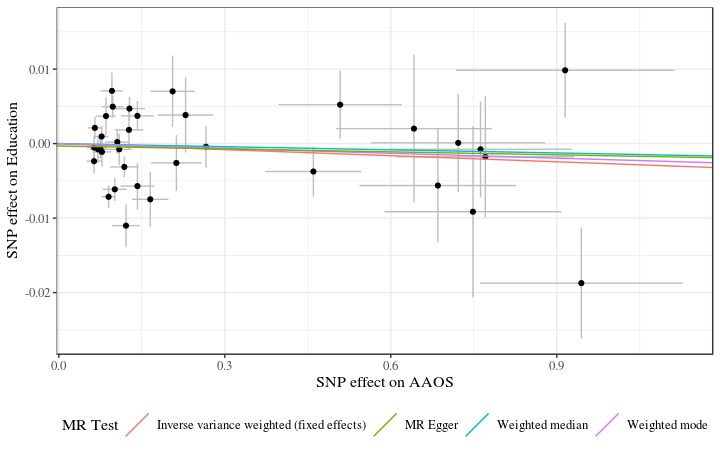 SNP effect on Education
0.01
0.00
-0.01
-0.02
0.0 0.3 0.6 0.9
SNP effect on AAOS
MR Test Inverse variance weighted (fixed effects) MR Egger Weighted median Weighted mode